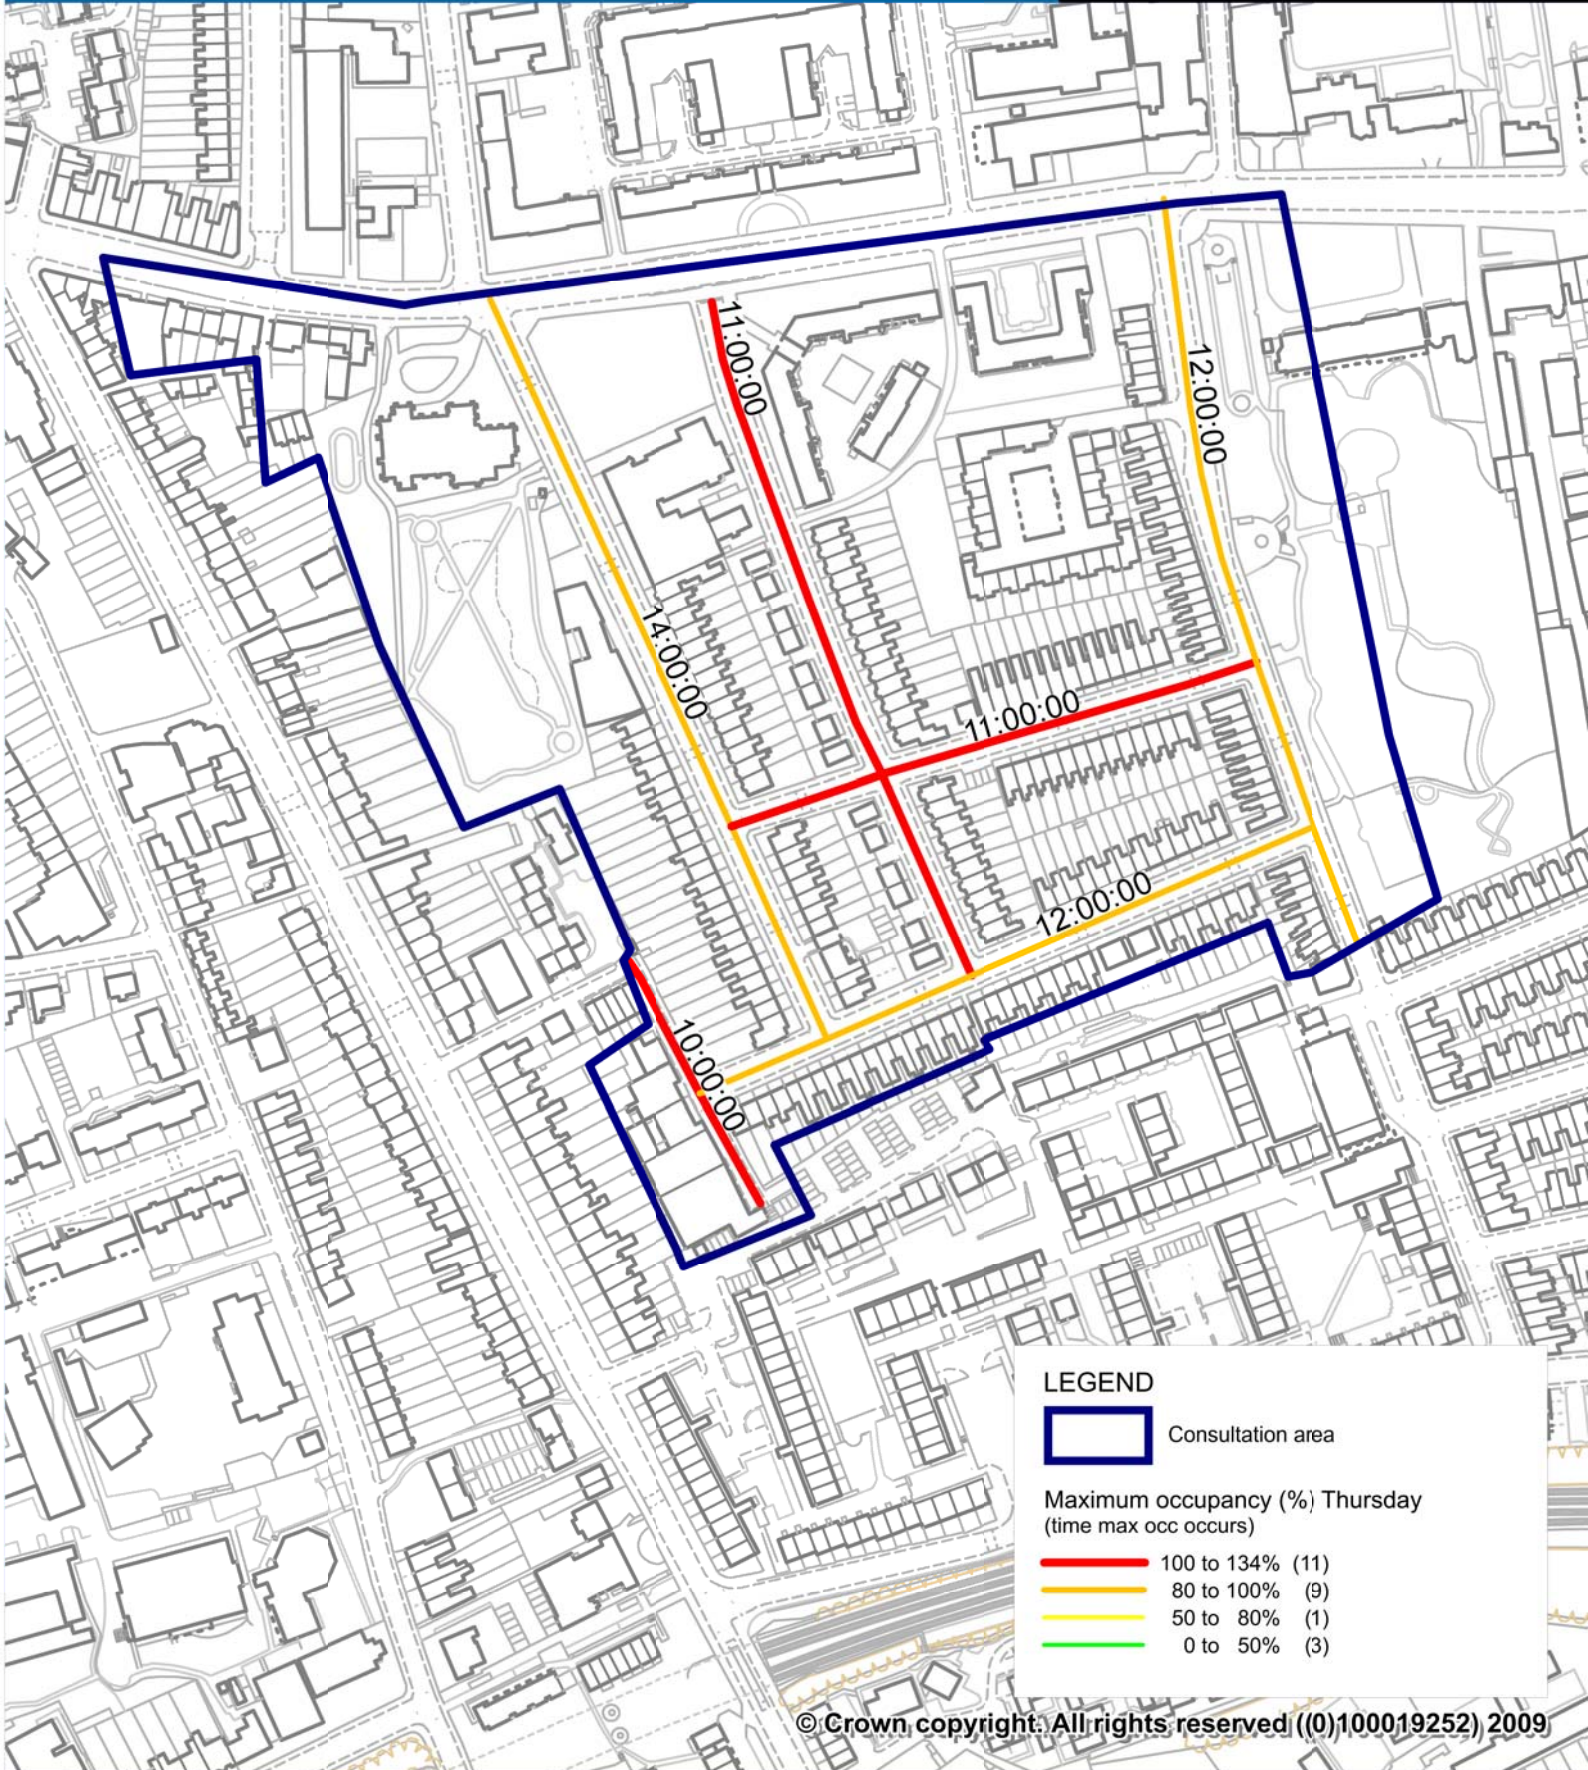 11:00:00
12:00:00
14:00:00
11:00:00
12:00:00
10:00:00
LEGEND
Consultation area
Maximum occupancy (%) Thursday
(time max occ occurs)
100 to 134% (11)
80 to 100% (9)
50 to 80% (1)
0 to 50% (3)
© Crown copyright. All rights reserved ((0)100019252) 2009